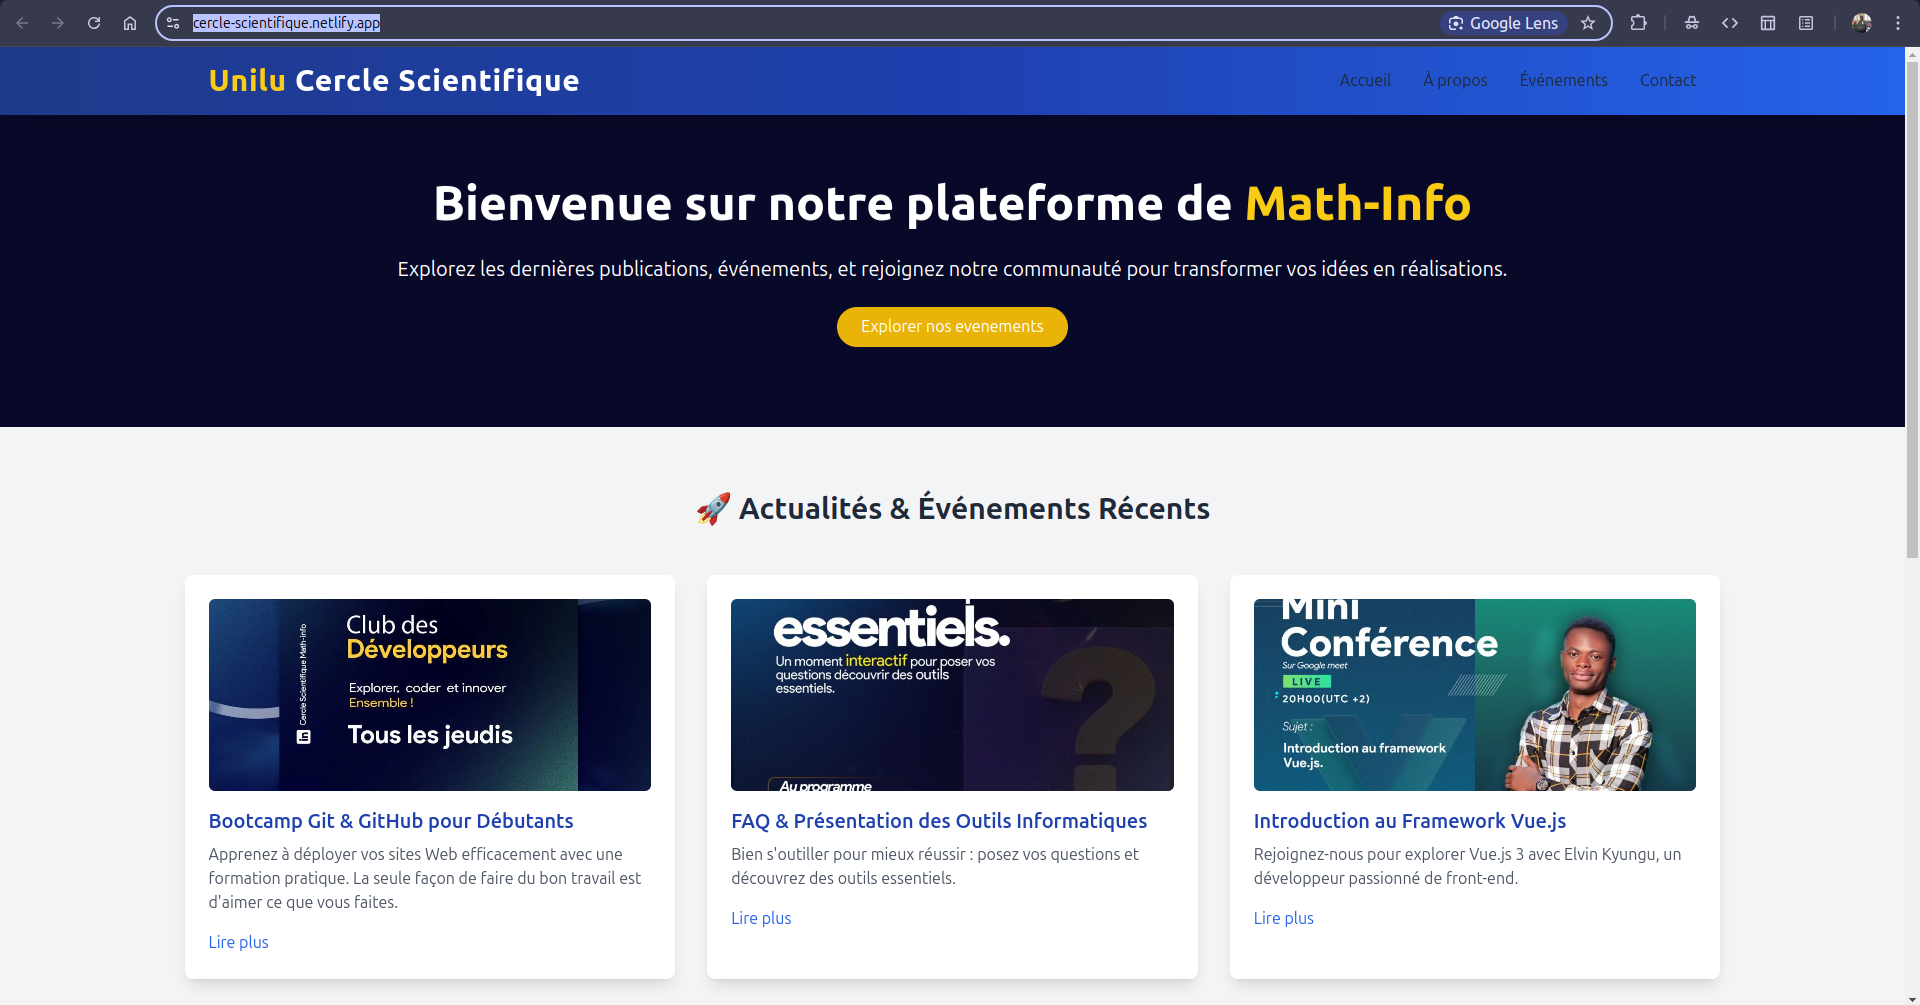 cercle-scientifique.netlify.app
Google Lens
Unilu Cercle Scientifique
Accueil
À propos
Événements
Contact
Bienvenue sur notre plateforme de Math-Info
Explorez les dernières publications, événements, et rejoignez notre communauté pour transformer vos idées en réalisations.
Explorer nos evenements
🚀 Actualités & Événements Récents
Cercle Scientifique Math-info
Club des
Développeurs
Explorer, coder et innover
Ensemble !
Tous les jeudis
Bootcamp Git & GitHub pour Débutants
Apprenez à déployer vos sites Web efficacement avec une
formation pratique. La seule façon de faire du bon travail est
d'aimer ce que vous faites.
Lire plus
essentiels.
Un moment interactif pour poser vos
questions découvrir des outils
essentiels.
?
Au programme
FAQ & Présentation des Outils Informatiques
Bien s'outiller pour mieux réussir : posez vos questions et
découvrez des outils essentiels.
Lire plus
Mini
Conférence
Sur Google meet
LIVE
20H00(UTC +2)
Sujet :
Introduction au framework
Vue.js.
Introduction au Framework Vue.js
Rejoignez-nous pour explorer Vue.js 3 avec Elvin Kyungu, un
développeur passionné de front-end.
Lire plus